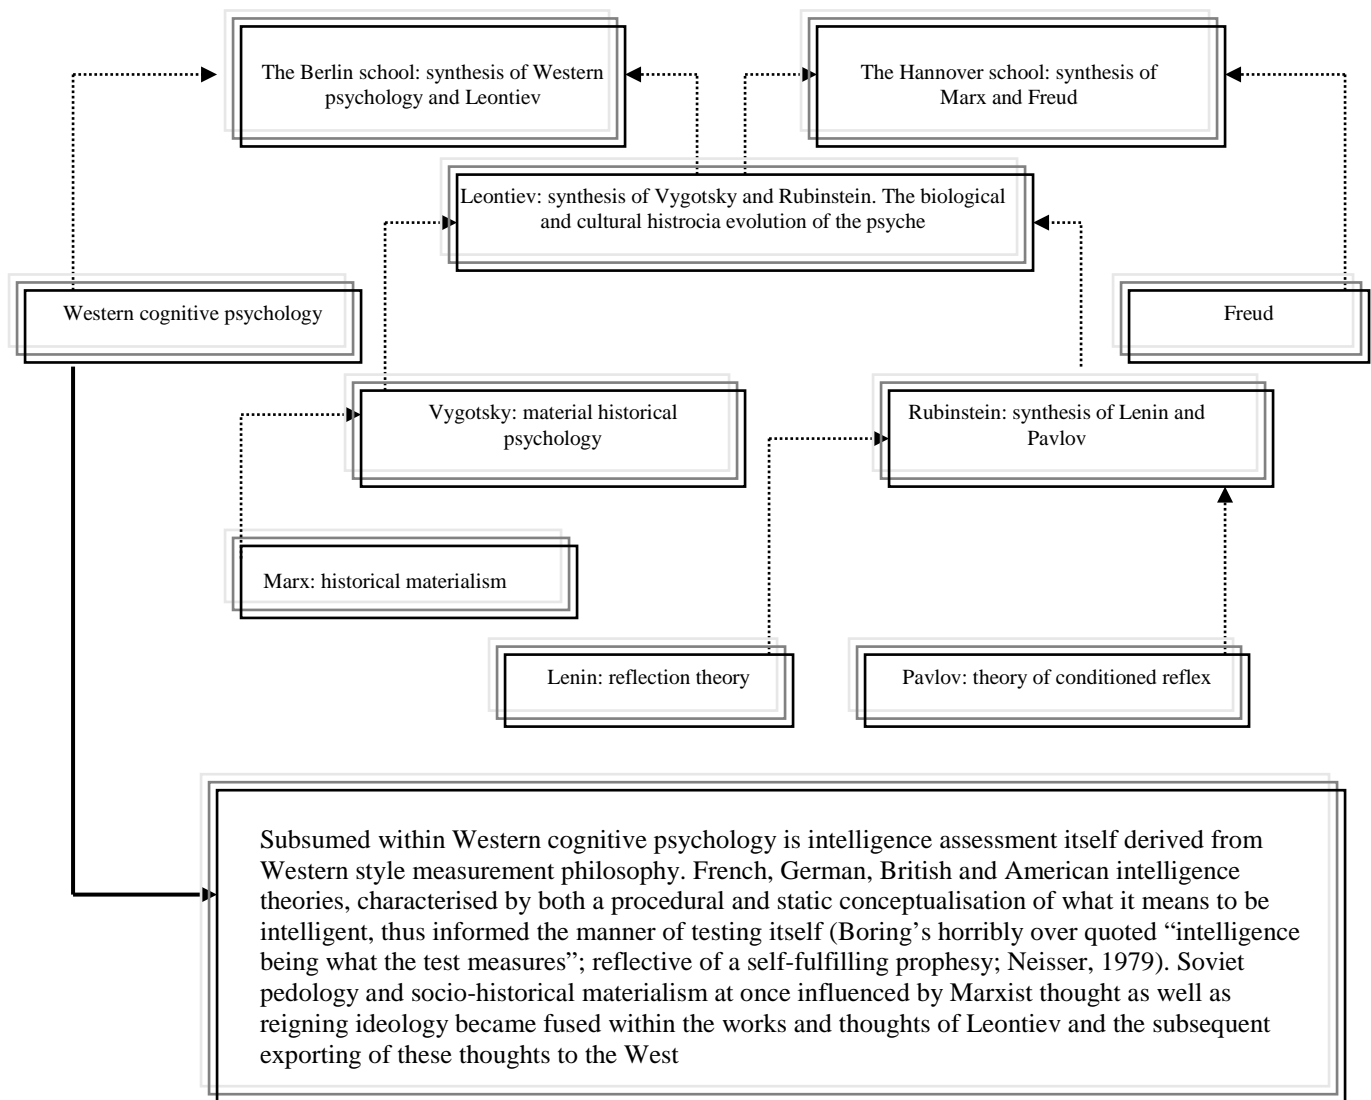 The Berlin school: synthesis of Western
psychology and Leontiev
The Hannover school: synthesis of
Marx and Freud
Leontiev: synthesis of Vygotsky and Rubinstein. The biological
and cultural histrocia evolution of the psyche
Western cognitive psychology
Freud
Vygotsky: material historical
psychology
Rubinstein: synthesis of Lenin and
Pavlov
Marx: historical materialism
Lenin: reflection theory
Pavlov: theory of conditioned reflex
Subsumed within Western cognitive psychology is intelligence assessment itself derived from
Western style measurement philosophy. French, German, British and American intelligence
theories, characterised by both a procedural and static conceptualisation of what it means to be
intelligent, thus informed the manner of testing itself (Boring’s horribly over quoted “intelligence
being what the test measures”; reflective of a self-fulfilling prophesy; Neisser, 1979). Soviet
pedology and socio-historical materialism at once influenced by Marxist thought as well as
reigning ideology became fused within the works and thoughts of Leontiev and the subsequent
exporting of these thoughts to the West